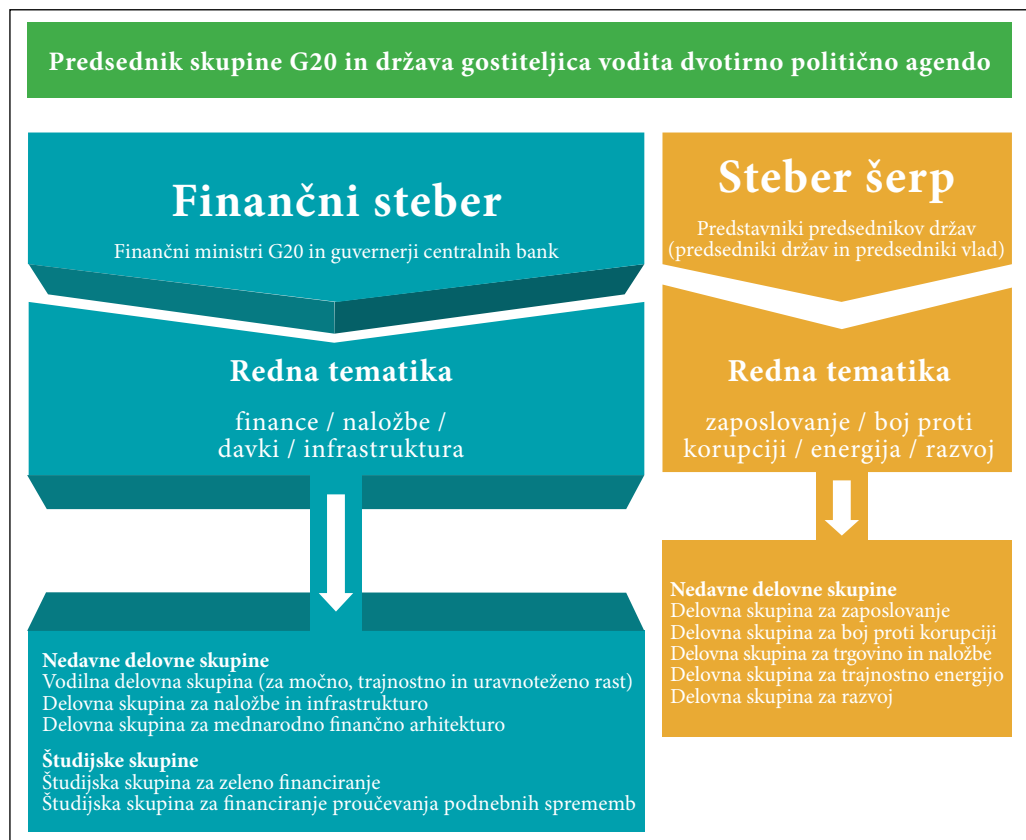 Predsednik skupine G20 in država gostiteljica vodita dvotirno politično agendo
Finančni steber
Finančni ministri G20 in guvernerji centralnih bank
Redna tematika
finance / naložbe /
davki / infrastruktura
Nedavne delovne skupine
Vodilna delovna skupina (za močno, trajnostno in uravnoteženo rast)
Delovna skupina za naložbe in infrastrukturo
Delovna skupina za mednarodno finančno arhitekturo
Študijske skupine
Študijska skupina za zeleno financiranje
Študijska skupina za financiranje proučevanja podnebnih sprememb
Steber šerp
Predstavniki predsednikov držav
(predsedniki držav in predsedniki vlad)
Redna tematika
zaposlovanje / boj proti
korupciji / energija / razvoj
Nedavne delovne skupine
Delovna skupina za zaposlovanje
Delovna skupina za boj proti korupciji
Delovna skupina za trgovino in naložbe
Delovna skupina za trajnostno energijo
Delovna skupina za razvoj